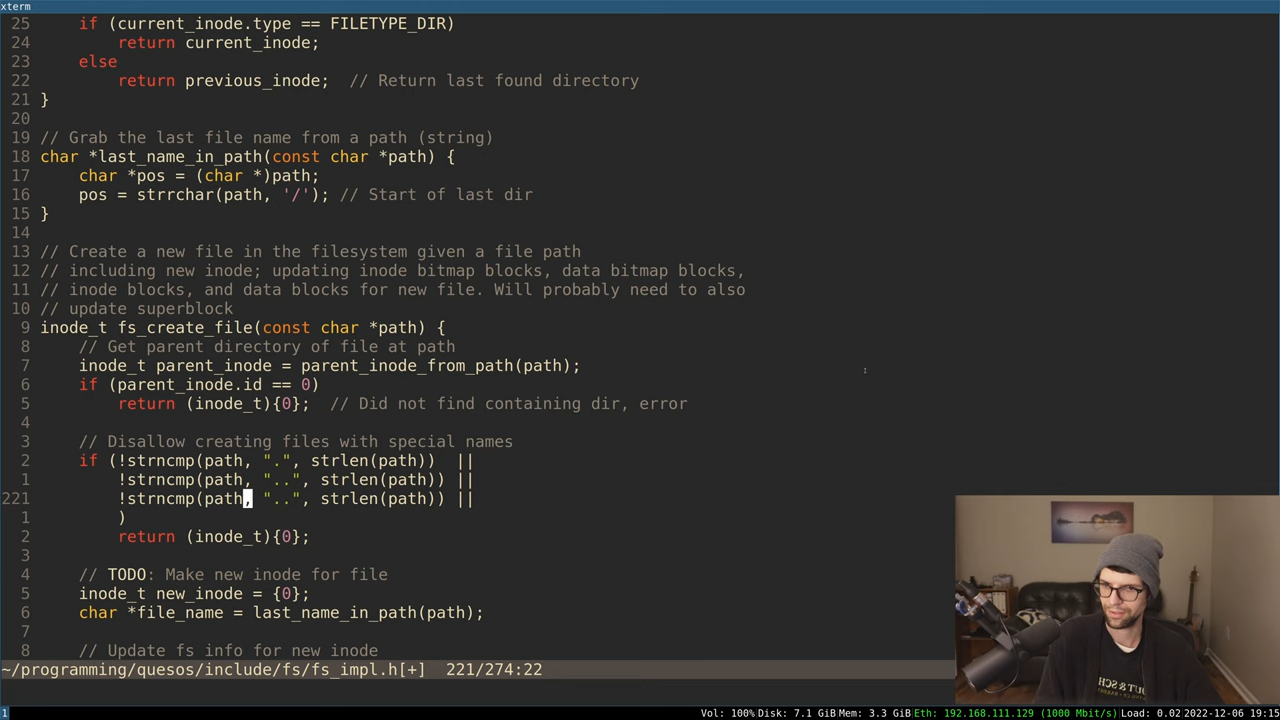 xterm
25     if (current_inode.type == FILETYPE_DIR)
24         return current_inode;
23     else
22         return previous_inode;  // Return last found directory
21 }
20
19 // Grab the last file name from a path (string)
18 char *last_name_in_path(const char *path) {
17     char *pos = (char *)path;
16     pos = strrchar(path, '/'); // Start of last dir
15 }
14
13 // Create a new file in the filesystem given a file path
12 // including new inode; updating inode bitmap blocks, data bitmap blocks,
11 // inode blocks, and data blocks for new file. Will probably need to also
10 // update superblock
9 inode_t fs_create_file(const char *path) {
8     // Get parent directory of file at path
7     inode_t parent_inode = parent_inode_from_path(path);
6     if (parent_inode.id == 0)
5         return (inode_t){0};  // Did not find containing dir, error
4
3     // Disallow creating files with special names
2     if (!strncmp(path, ".", strlen(path))  ||
1         !strncmp(path, "..", strlen(path)) ||
221         !strncmp(path, "..", strlen(path)) ||
1         )
2         return (inode_t){0};
3
4     // TODO: Make new inode for file
5     inode_t new_inode = {0};
6     char *file_name = last_name_in_path(path);
7
8     // Update fs info for new inode
~/programming/quesos/include/fs/fs_impl.h[+]  221/274:22
1 Vol: 100% Disk: 7.1 GiB Mem: 3.3 GiB Eth: 192.168.111.129 (1000 Mbit/s) Load: 0.02 2022-12-06 19:15